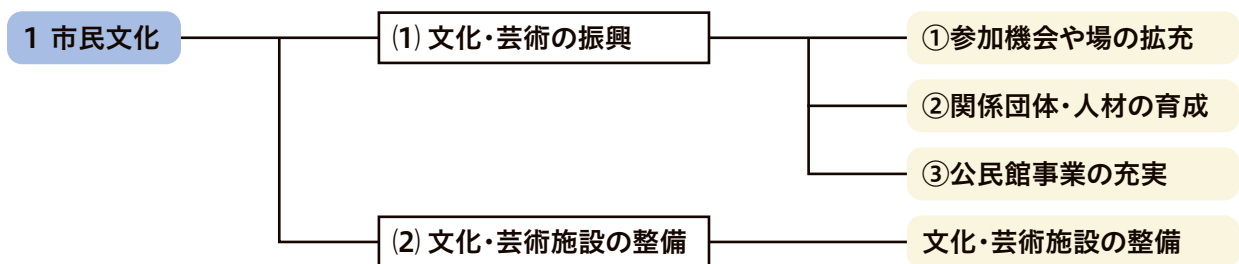 1 市民文化
⑴ 文化・芸術の振興
①参加機会や場の拡充
②関係団体・人材の育成
③公民館事業の充実
⑵ 文化・芸術施設の整備
文化・芸術施設の整備